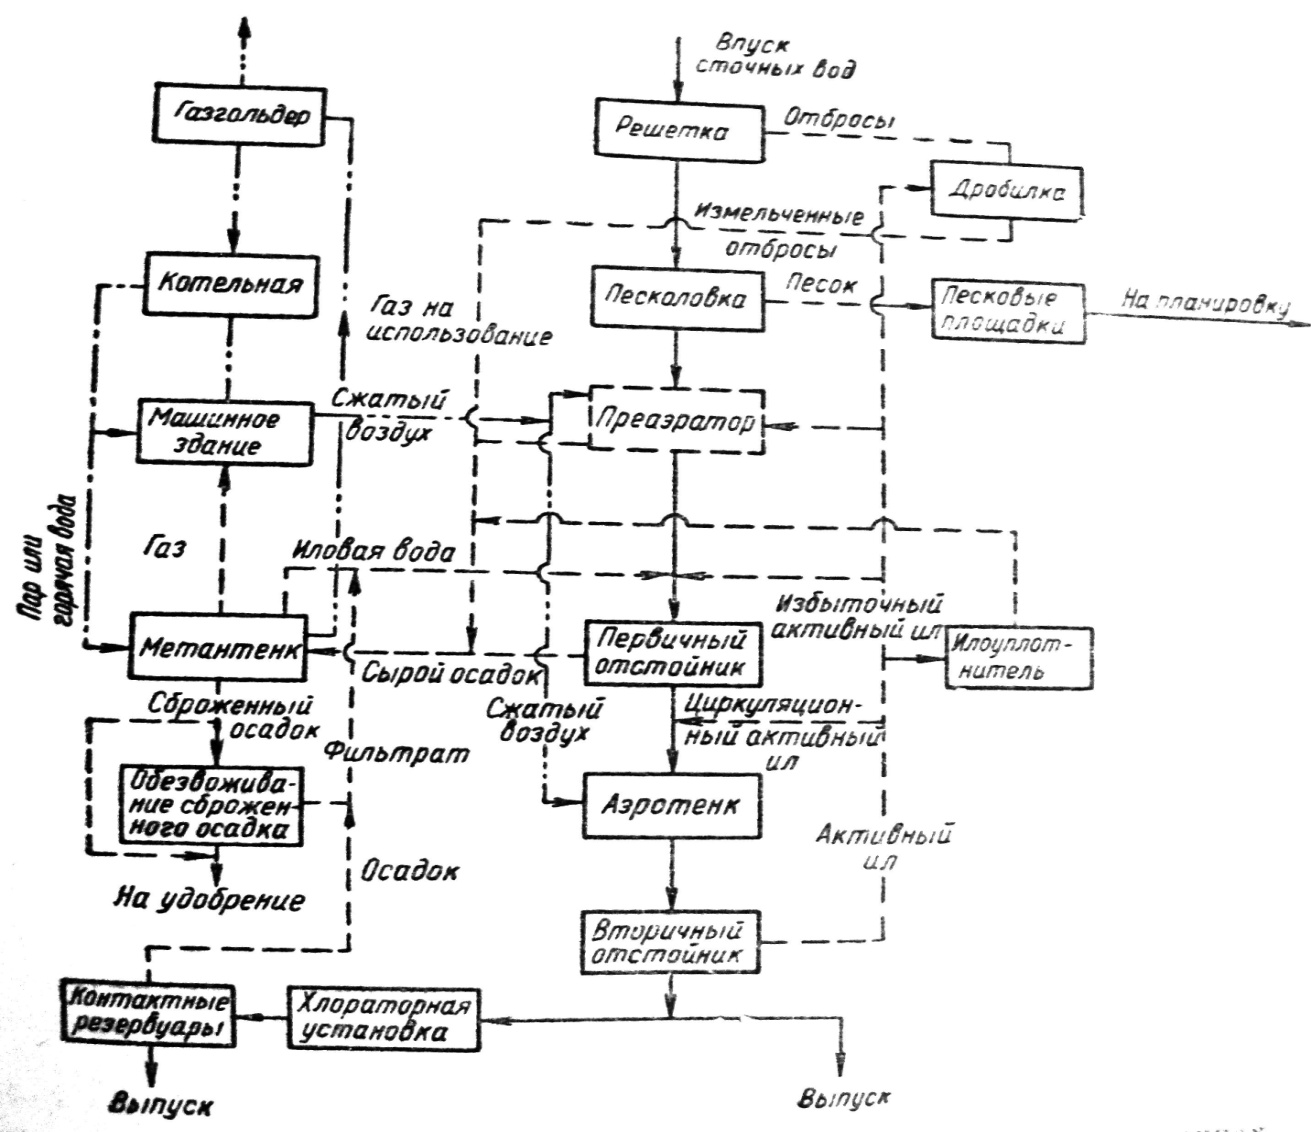 Впуск
сточных вод
Газгольдер
Решетка
Отбросы
Дробилка
Измельченные
отбросы
Котельная
Песколовка
Песок
Песковые
площадки
На планировку
Газ на
использование
Сжатый
воздух
Машинное
здание
Преаэратор
Пар или
горячая вода
Газ
Иловая вода
Избыточный
активный ил
Метантенк
Первичный
отстойник
Илоуплот-
нитель
Сырой осадок
Сброженный
осадок
Сжатый
воздух
Циркуляцион-
ный активный
ил
Фильтрат
Обезвожива-
ние сброжен-
ного осадка
Аэротенк
Активный
ил
Осадок
На удобрение
Вторичный
отстойник
Контактные
резервуары
Хлораторная
установка
Выпуск
Выпуск